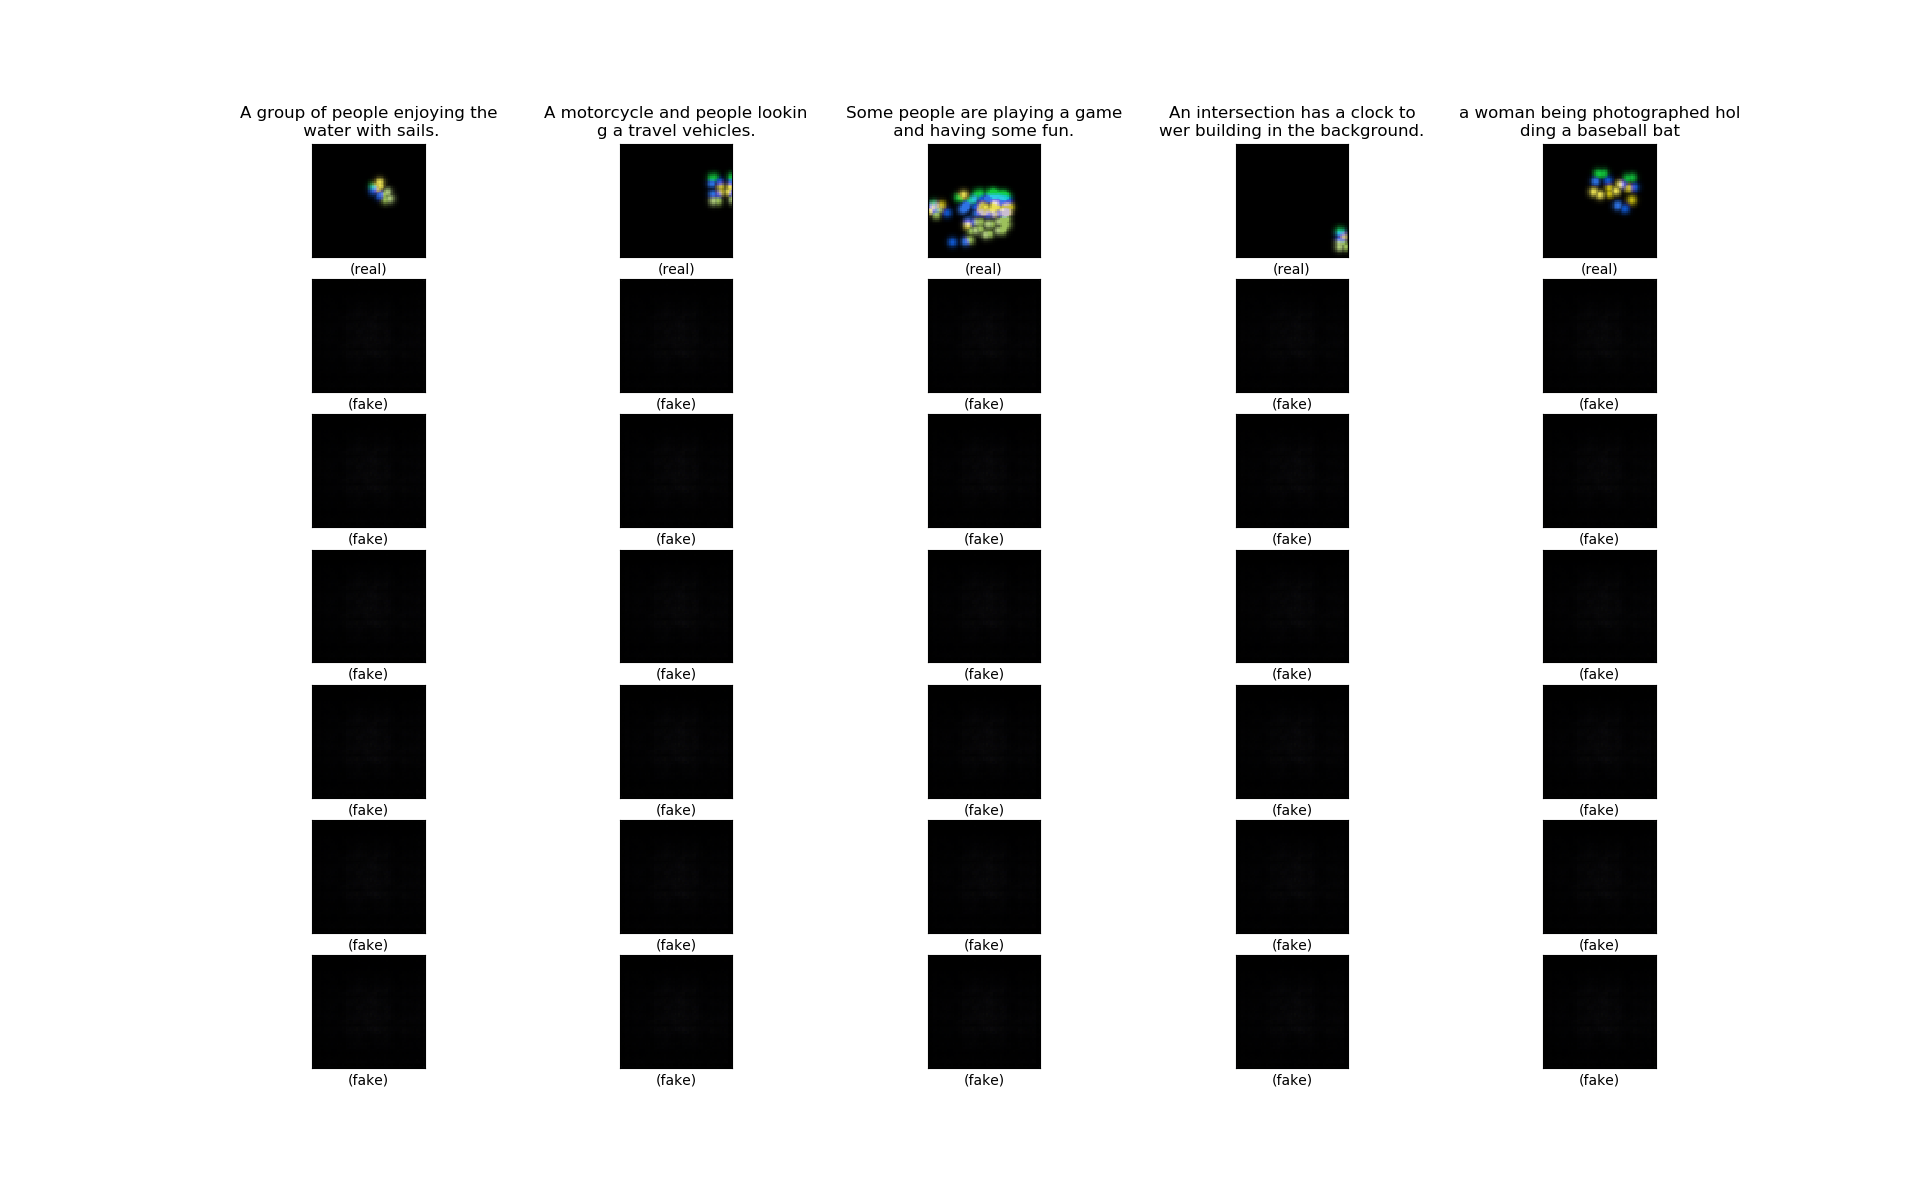 A group of people enjoying the
water with sails.
A motorcycle and people lookin
g a travel vehicles.
Some people are playing a game
and having some fun.
An intersection has a clock to
wer building in the background.
a woman being photographed hol
ding a baseball bat
(real) (real) (real) (real) (real)
(fake) (fake) (fake) (fake) (fake)
(fake) (fake) (fake) (fake) (fake)
(fake) (fake) (fake) (fake) (fake)
(fake) (fake) (fake) (fake) (fake)
(fake) (fake) (fake) (fake) (fake)
(fake) (fake) (fake) (fake) (fake)